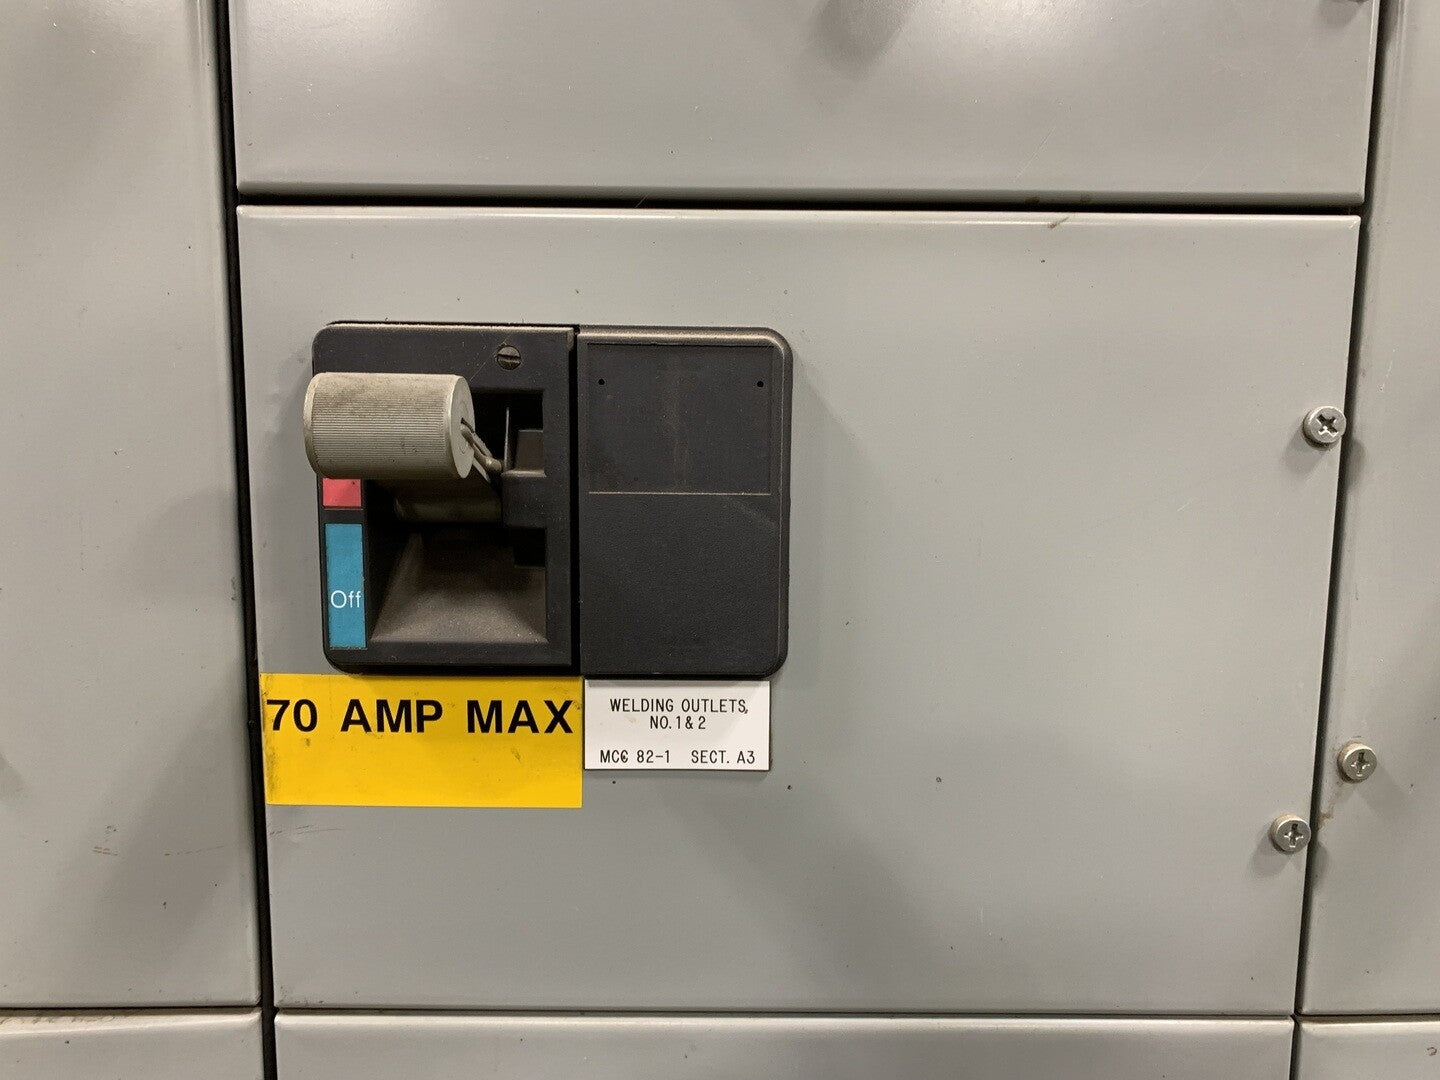 Off
70 AMP MAX
WELDING OUTLETS,
NO. 1 & 2
MCC 82-1 SECT. A3